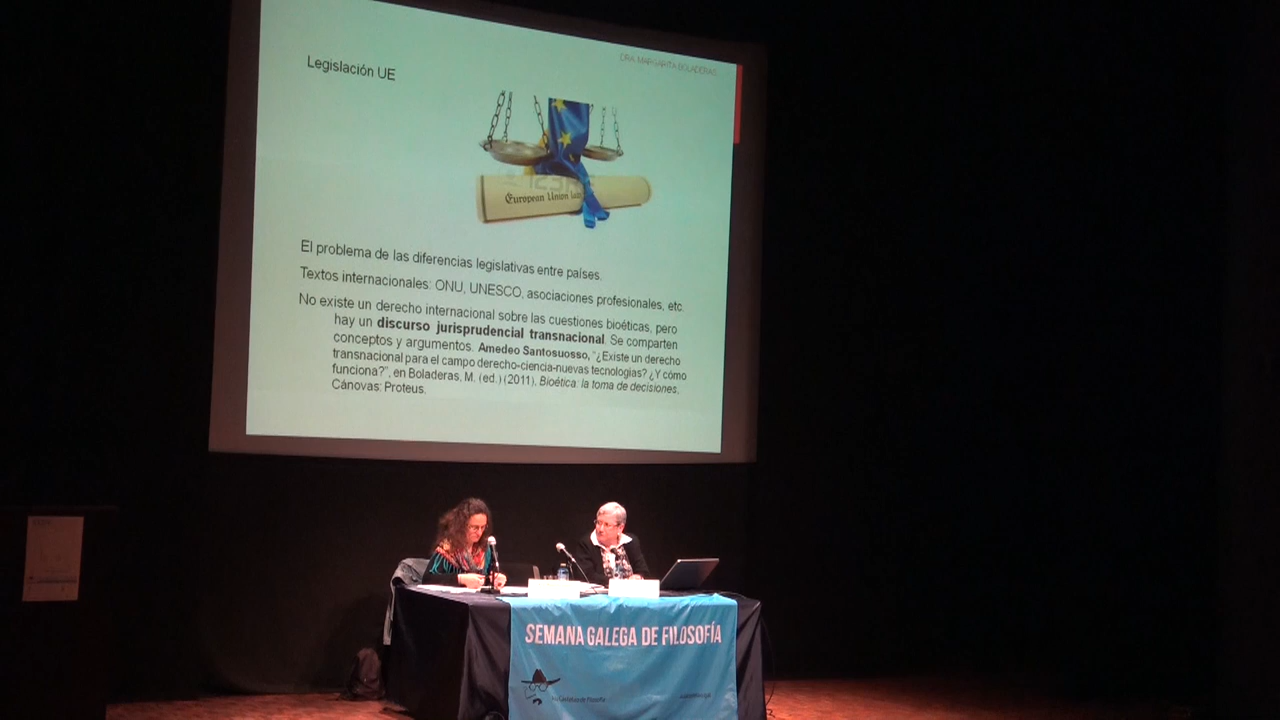 DRA. MARGARITA BOLADERAS
Legislación UE
European Union Law
El problema de las diferencias legislativas entre países.
Textos internacionales: ONU, UNESCO, asociaciones profesionales, etc.
No existe un derecho internacional sobre las cuestiones bioéticas, pero
hay un discurso jurisprudencial transnacional. Se comparten
conceptos y argumentos. Amedeo Santosuosso, “¿Existe un derecho
transnacional para el campo derecho-ciencia-nuevas tecnologías? ¿Y cómo
funciona?”, en Boladeras, M. (ed.) (2011), Bioética: la toma de decisiones,
Cánovas: Proteus.
SEMANA GALEGA DE FILOSOFÍA